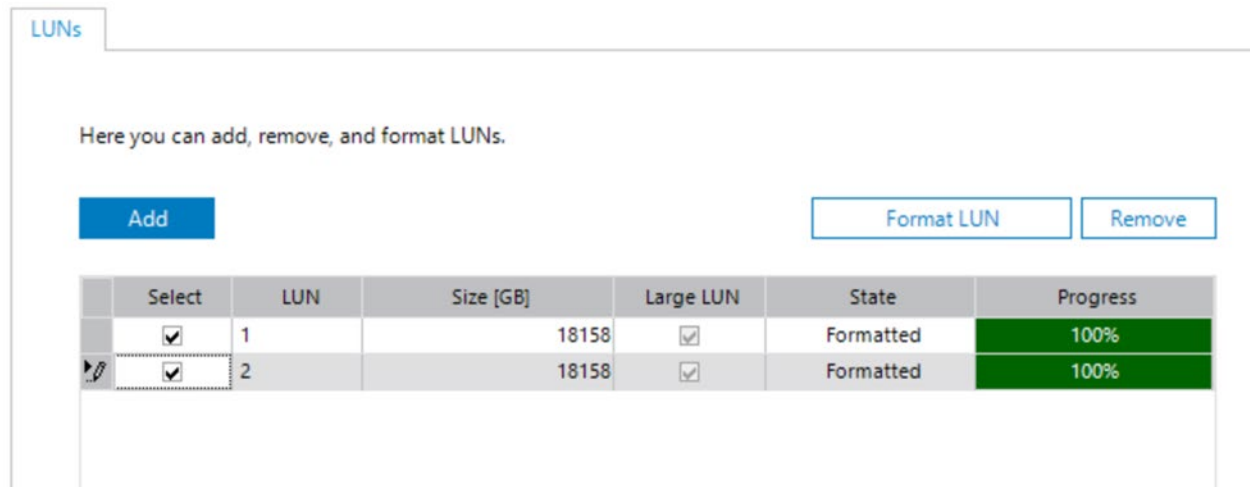 LUNs
Here you can add, remove, and format LUNs.
Add Format LUN Remove
Select LUN Size [GB] Large LUN State Progress
1 18158 Formatted 100%
2 18158 Formatted 100%